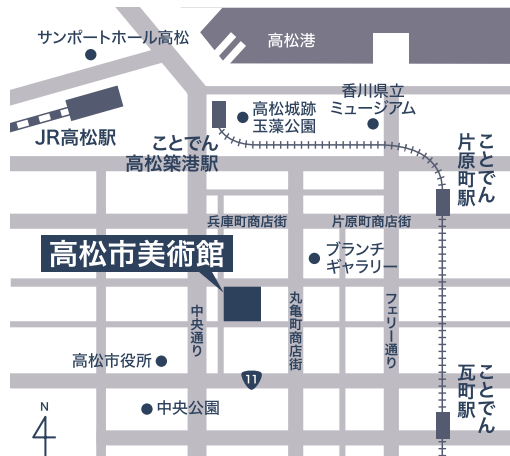 サンポートホール高松
高松港
香川県立
ミュージアム
高松城跡
玉藻公園
JR高松駅
ことでん
高松築港駅
ことでん
片原町駅
兵庫町商店街
片原町商店街
高松市美術館
ブランチ
ギャラリー
中央通り
丸亀町商店街
フェリー通り
高松市役所
11
ことでん
瓦町駅
中央公園
N